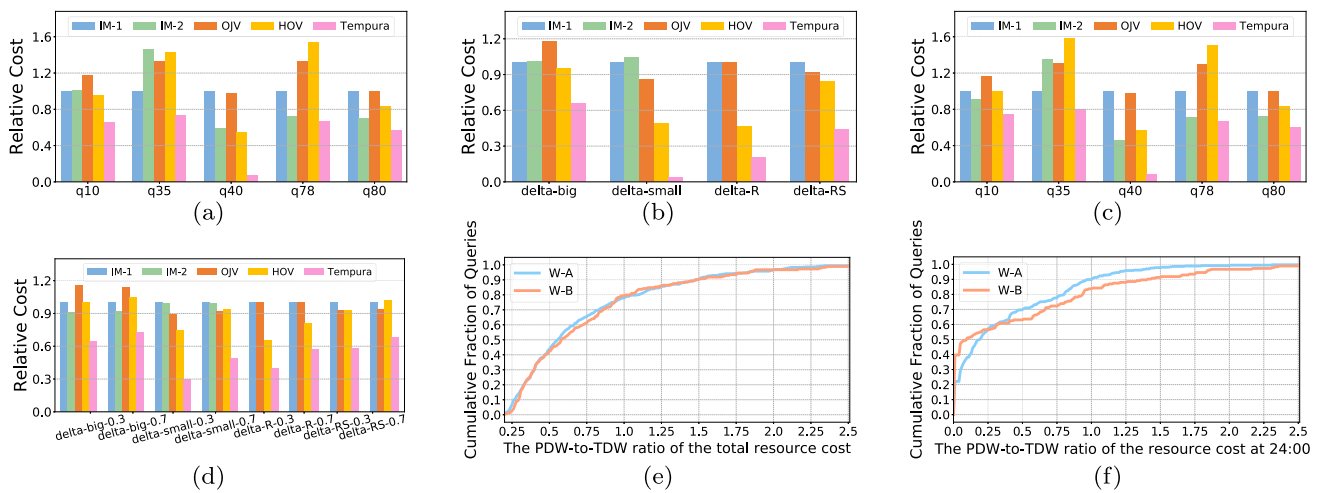 IM-1 IM-2 OJV HOV Tempura
Relative Cost
1.6
1.2
0.8
0.4
0.0
q10 q35 q40 q78 q80
(a)
IM-1 IM-2 OJV HOV Tempura
Relative Cost
1.2
0.9
0.6
0.3
0.0
delta-big delta-small delta-R delta-RS
(b)
IM-1 IM-2 OJV HOV Tempura
Relative Cost
1.6
1.2
0.8
0.4
0.0
q10 q35 q40 q78 q80
(c)
IM-1 IM-2 OJV HOV Tempura
Relative Cost
1.2
0.9
0.6
0.3
0.0
delta-big-0.3 delta-big-0.7 delta-small-0.3 delta-small-0.7 delta-R-0.3 delta-R-0.7 delta-RS-0.3 delta-RS-0.7
(d)
Cumulative Fraction of Queries
1.0
0.9
0.8
0.7
0.6
0.5
0.4
0.3
0.2
0.1
0.0
W-A
W-B
0.25 0.50 0.75 1.00 1.25 1.50 1.75 2.00 2.25 2.5
The PDW-to-TDW ratio of the total resource cost
(e)
Cumulative Fraction of Queries
1.0
0.9
0.8
0.7
0.6
0.5
0.4
0.3
0.2
0.1
0.0
W-A
W-B
0.0 0.25 0.5 0.75 1.0 1.25 1.5 1.75 2.0 2.25 2.5
The PDW-to-TDW ratio of the resource cost at 24:00
(f)